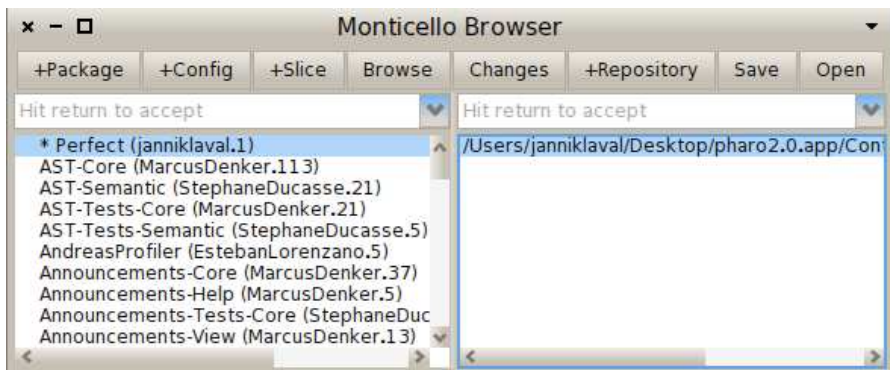 Monticello Browser
+Package +Config +Slice Browse Changes +Repository Save Open
Hit return to accept Hit return to accept
* Perfect (janniklaval.1)
AST-Core (MarcusDenker.113)
AST-Semantic (StephaneDucasse.21)
AST-Tests-Core (MarcusDenker.21)
AST-Tests-Semantic (StephaneDucasse.5)
AndreasProfiler (EstebanLorenzano.5)
Announcements-Core (MarcusDenker.37)
Announcements-Help (MarcusDenker.5)
Announcements-Tests-Core (StephaneDuc
Announcements-View (MarcusDenker.13)
/Users/janniklaval/Desktop/pharo2.0.app/Con